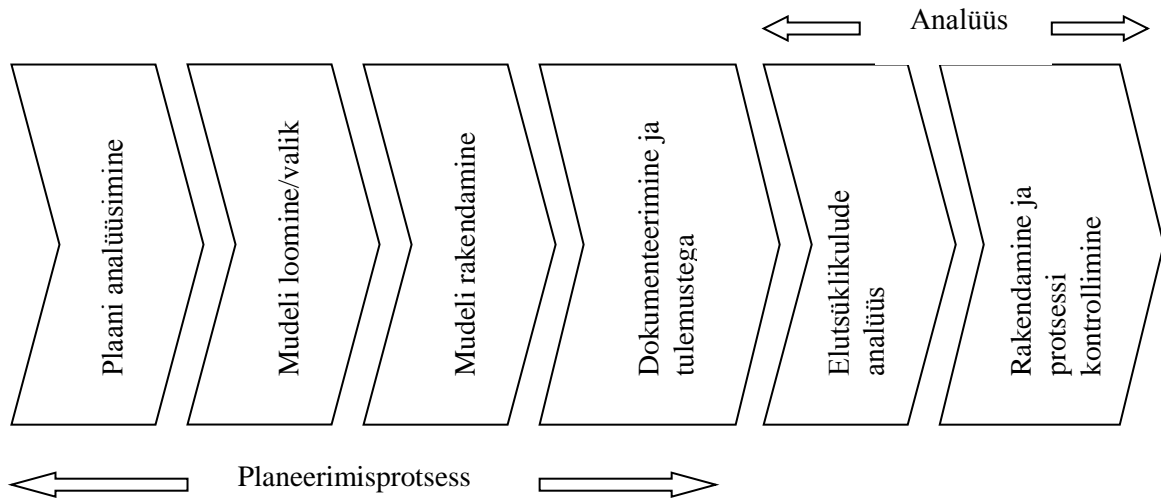 Analüüs
Plaani analüüsimine
Mudeli loomine/valik
Mudeli rakendamine
Dokumenteerimine ja
tulemustega
Elutsüklikulude
analüüs
Rakendamine ja
protsessi
kontrollimine
Planeerimisprotsess